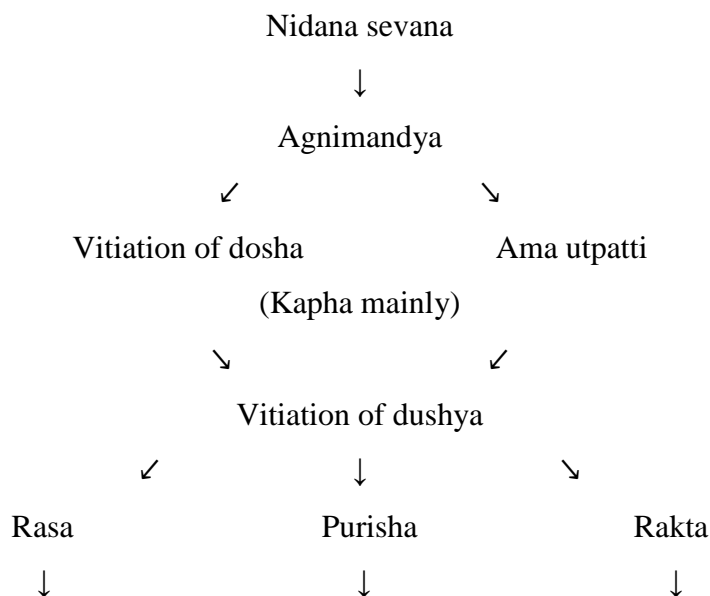 Nidana sevana
↓
Agnimandya
↙ ↘
Vitiation of dosha Ama utpatti
(Kapha mainly)
↘ ↙
Vitiation of dushya
↙ ↓ ↘
Rasa Purisha Rakta
↓ ↓ ↓